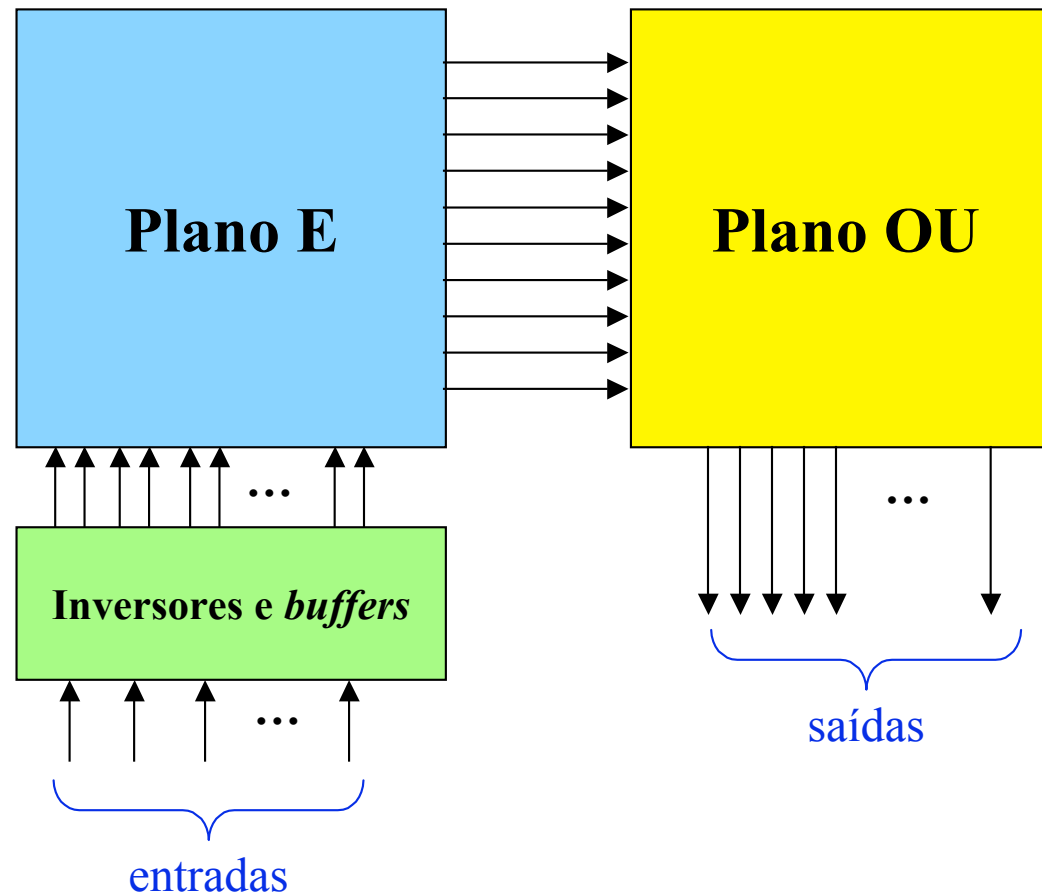 Plano E
Plano OU
...
...
Inversores e buffers
...
saídas
entradas